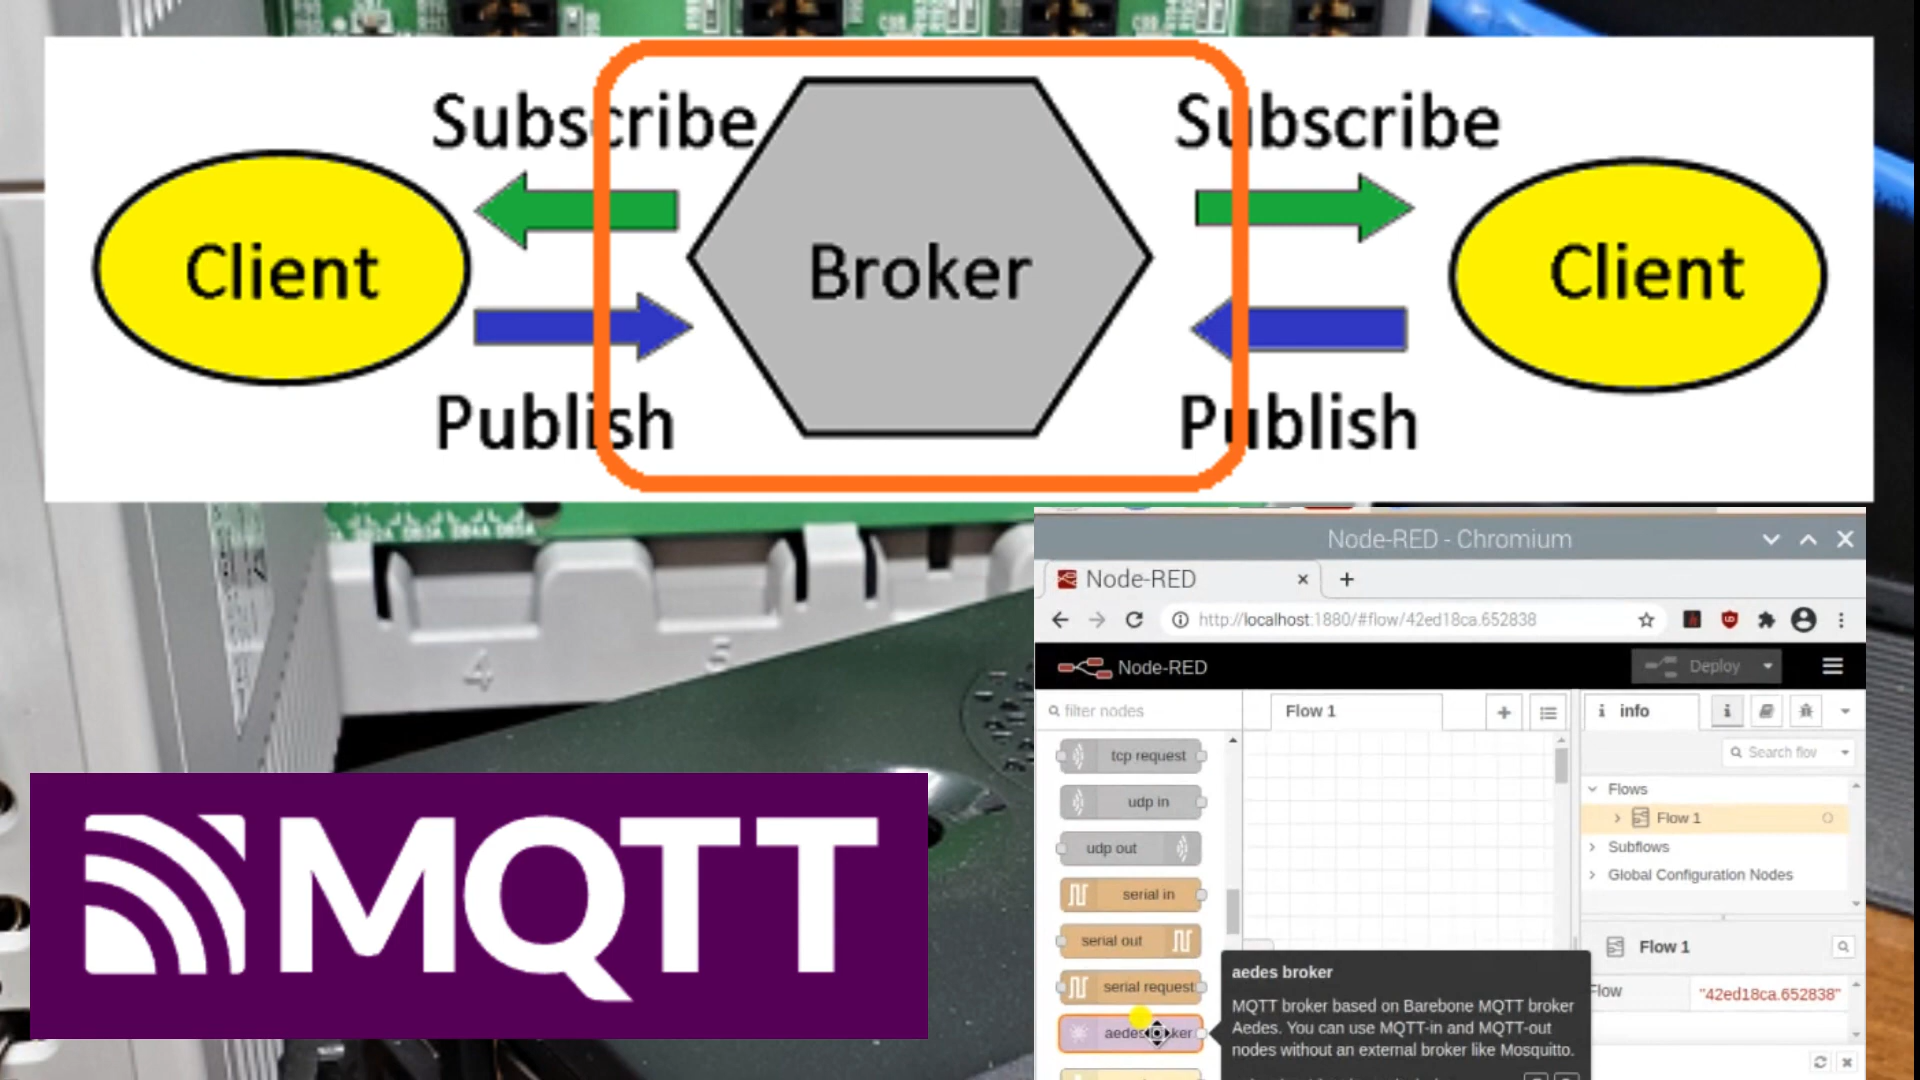 Subscribe
Subscribe
Client
Broker
Client
Publish
Publish
4
5
MQTT
Node-RED - Chromium
Node-RED
http://localhost:1880/#flow/42ed18ca.652838
Node-RED
Deploy
filter nodes
Flow 1
info
tcp request
udp in
udp out
serial in
serial out
serial request
Search flow
Flows
Flow 1
Subflows
Global Configuration Nodes
Flow 1
Flow
"42ed18ca.652838"
aedes broker
MQTT broker based on Barebone MQTT broker
Aedes. You can use MQTT-in and MQTT-out
nodes without an external broker like Mosquitto.